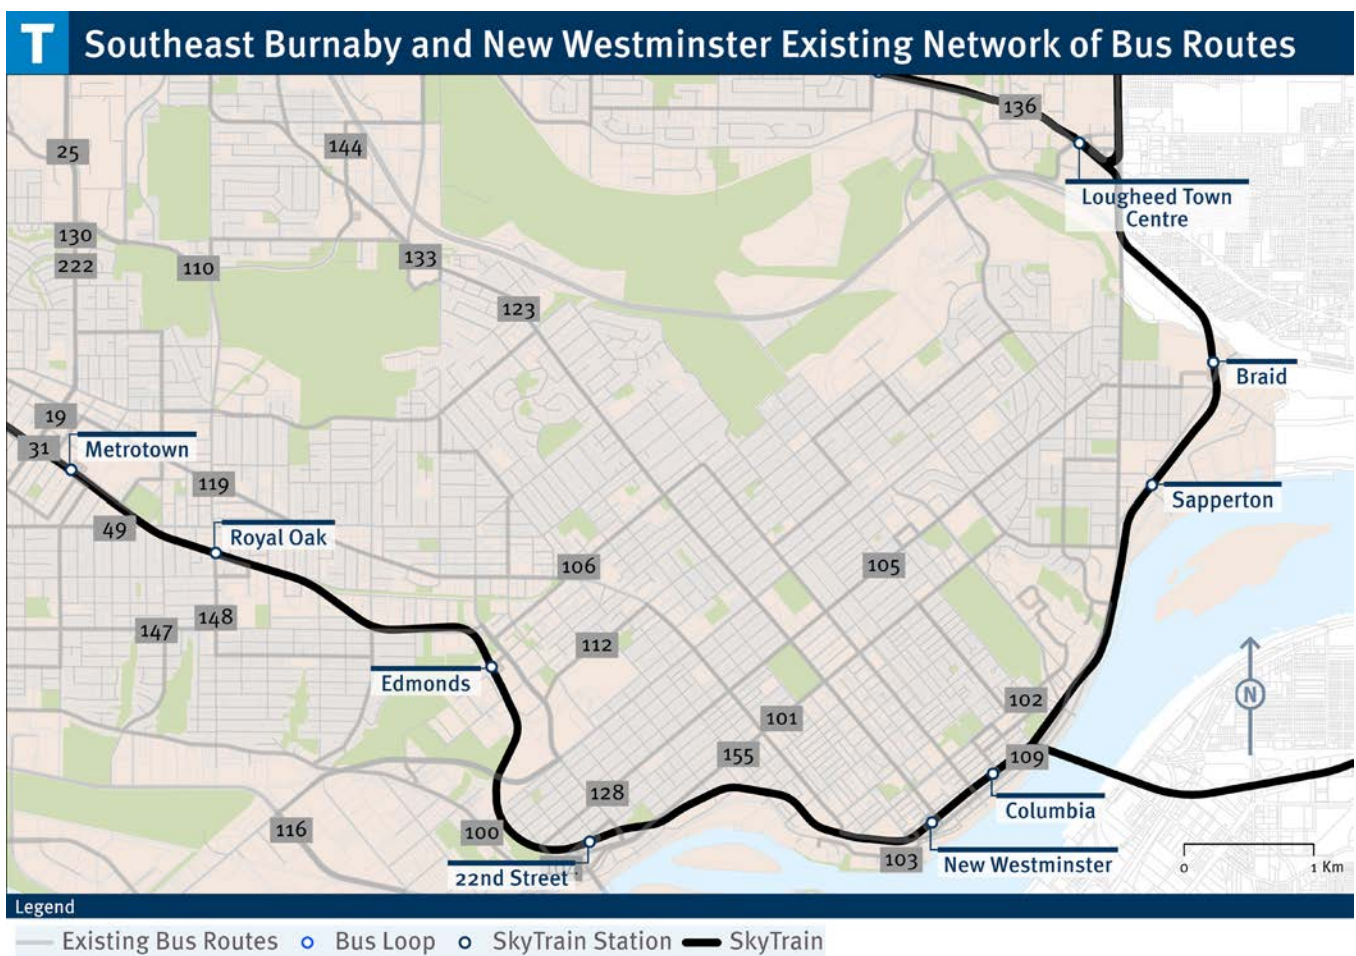 T Southeast Burnaby and New Westminster Existing Network of Bus Routes
136
25
144
Lougheed Town
Centre
130
222
110
133
123
Braid
19
31
Metrotown
119
Sapperton
49
Royal Oak
106
105
148
147
112
Edmonds
102
101
155
109
128
Columbia
116
100
103
New Westminster
22nd Street
N
0 1 Km
Legend
Existing Bus Routes Bus Loop SkyTrain Station SkyTrain